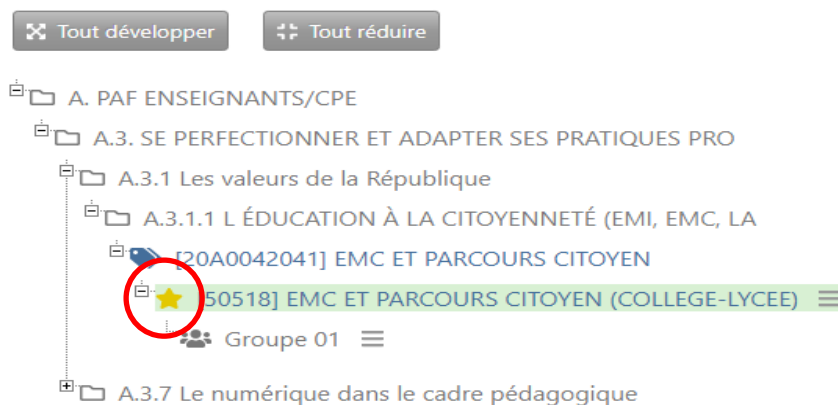 Tout développer Tout réduire
A. PAF ENSEIGNANTS/CPE
A.3. SE PERFECTIONNER ET ADAPTER SES PRATIQUES PRO
A.3.1 Les valeurs de la République
A.3.1.1 L ÉDUCATION À LA CITOYENNETÉ (EMI, EMC, LA
[20A0042041] EMC ET PARCOURS CITOYEN
[50518] EMC ET PARCOURS CITOYEN (COLLEGE-LYCEE)
Groupe 01
A.3.7 Le numérique dans le cadre pédagogique